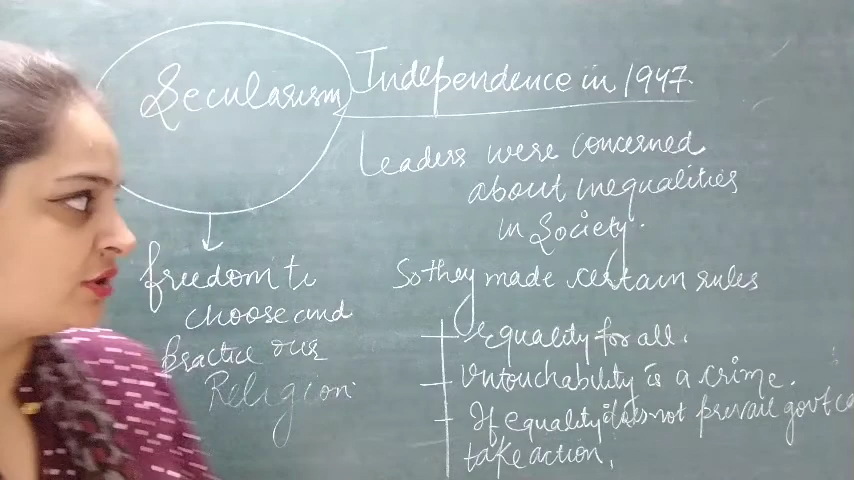 Secularism
freedom to
choose and
practice our
Religion.
Independence in 1947
Leaders were concerned
about inequalities
in Society.
So they made certain rules
equality for all.
Untouchability is a crime.
If equality does not prevail govt
take action.